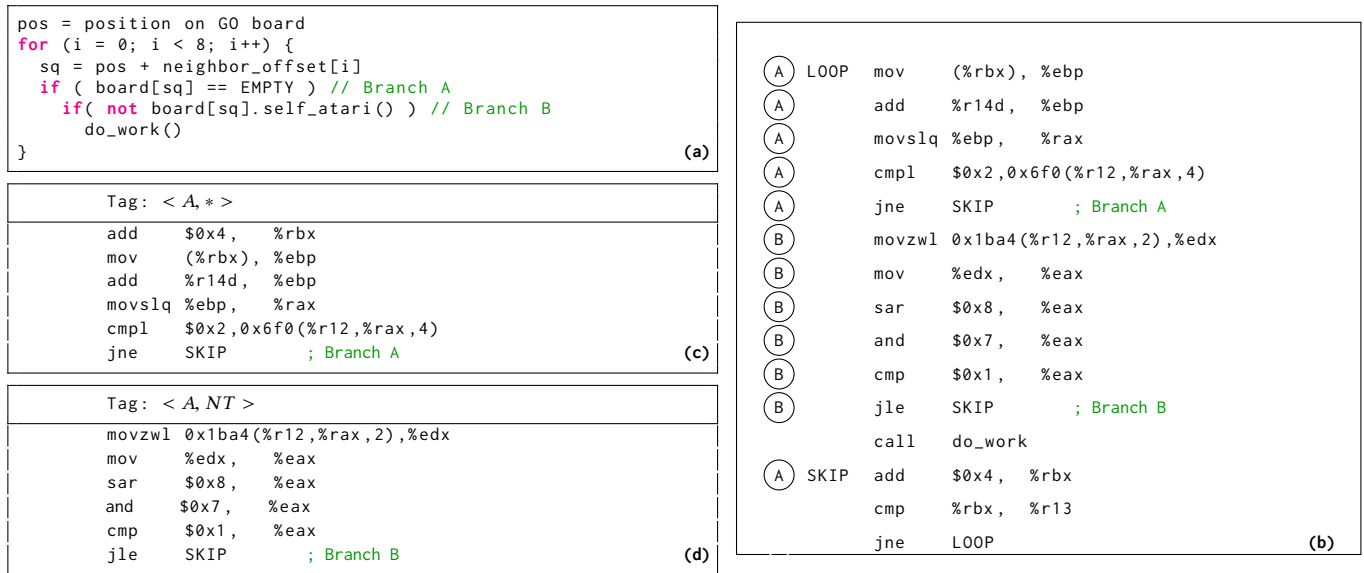 pos = position on GO board
for (i = 0; i < 8; i++) {
sq = pos + neighbor_offset[i]
if ( board[sq] == EMPTY ) // Branch A
if( not board[sq].self_atari() ) // Branch B
do_work()
}
(a)
Tag: < A, * >
add $0x4, %rbx
mov (%rbx), %ebp
add %r14d, %ebp
movslq %ebp, %rax
cmpl $0x2,0x6f0(%r12,%rax,4)
jne SKIP ; Branch A
(c)
Tag: < A, NT >
movzwl 0x1ba4(%r12,%rax,2),%edx
mov %edx, %eax
sar $0x8, %eax
and $0x7, %eax
cmp $0x1, %eax
jle SKIP ; Branch B
(d)
A LOOP mov (%rbx), %ebp
A add %r14d, %ebp
A movslq %ebp, %rax
A cmpl $0x2,0x6f0(%r12,%rax,4)
A jne SKIP ; Branch A
B movzwl 0x1ba4(%r12,%rax,2),%edx
B mov %edx, %eax
B sar $0x8, %eax
B and $0x7, %eax
B cmp $0x1, %eax
B jle SKIP ; Branch B
call do_work
A SKIP add $0x4, %rbx
cmp %rbx, %r13
jne LOOP
(b)